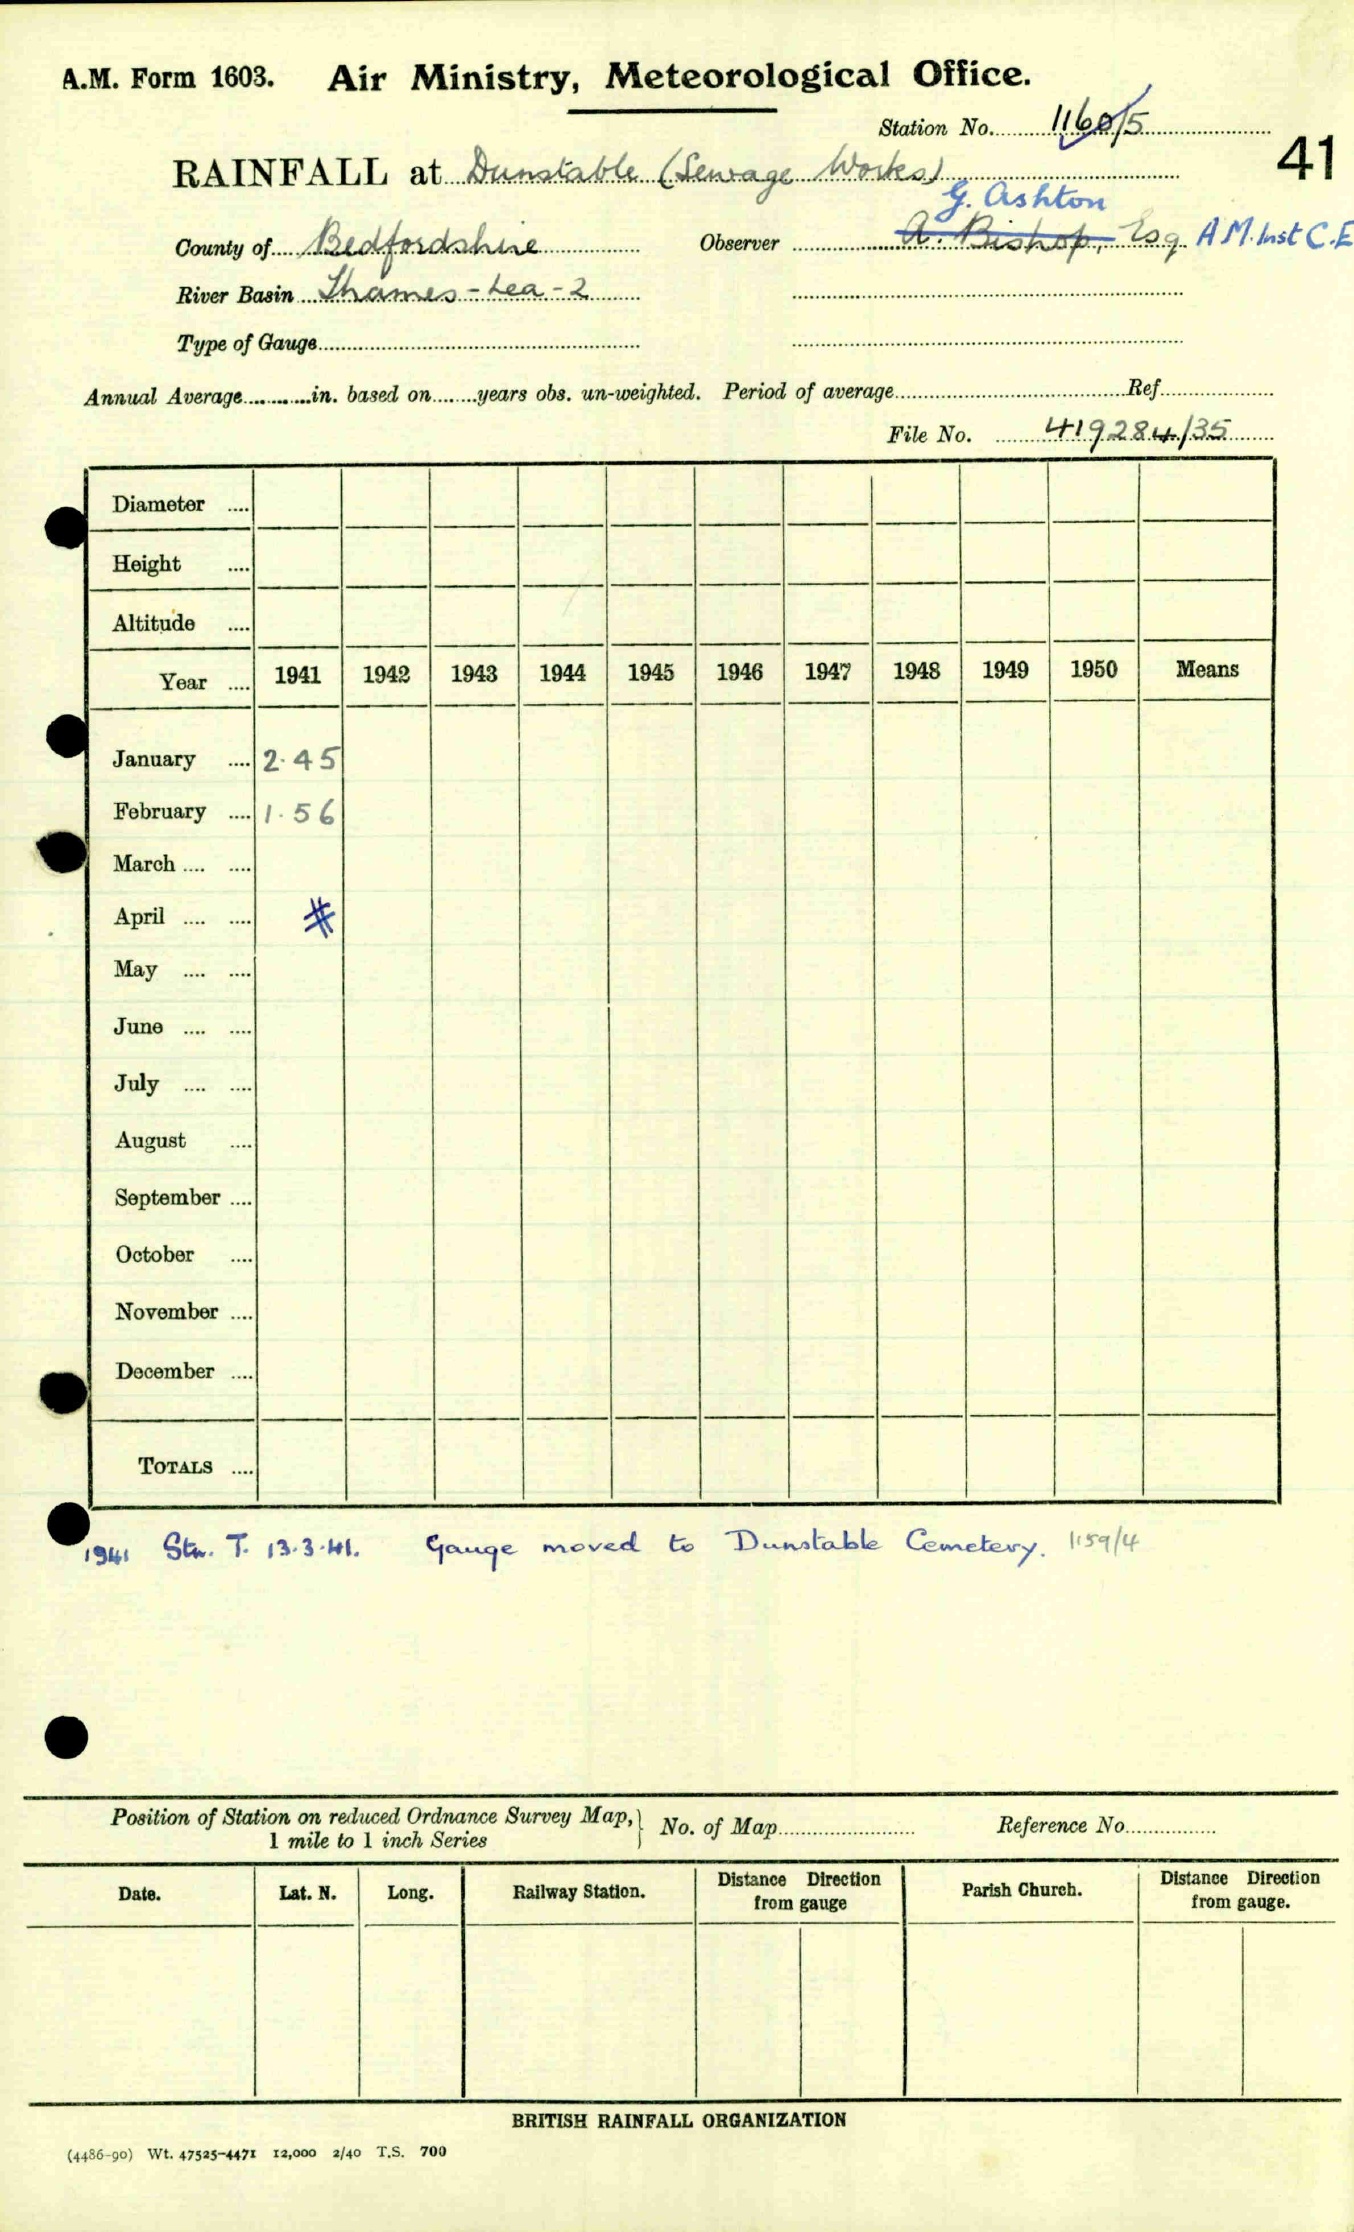 A.M. Form 1603. Air Ministry, Meteorological Office.
Station No. 1160/5
41
RAINFALL at Dunstable (Sewage Works)
G. Ashton
County of Bedfordshire Observer A. Bishop, Esq A.M.Inst C.E
River Basin Thames-Lea-2
Type of Gauge
Annual Average in. based on years obs. un-weighted. Period of average Ref
File No. 419284/35
Diameter
Height
Altitude
Year 1941 1942 1943 1944 1945 1946 1947 1948 1949 1950 Means
January 2.45
February 1.56
March
April #
May
June
July
August
September
October
November
December
TOTALS
1941 Stn. T. 13.3.41. Gauge moved to Dunstable Cemetery. 1159/4
Position of Station on reduced Ordnance Survey Map, } No. of Map Reference No.
1 mile to 1 inch Series
Date. Lat. N. Long. Railway Station. Distance Direction from gauge Parish Church. Distance Direction from gauge.
BRITISH RAINFALL ORGANIZATION
(4486-90) Wt. 47525-4471 12,000 2/40 T.S. 700